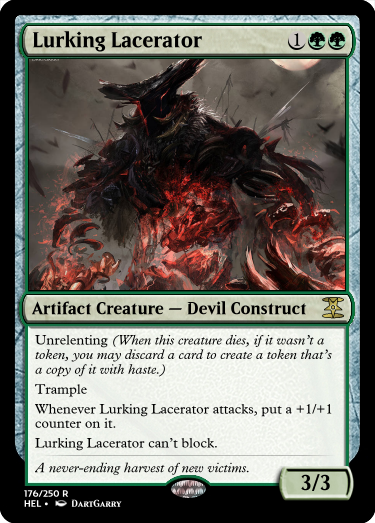 Lurking Lacerator 1
Artifact Creature — Devil Construct
Unrelenting (When this creature dies, if it wasn't a
token, you may discard a card to create a token that's
a copy of it with haste.)
Trample
Whenever Lurking Lacerator attacks, put a +1/+1
counter on it.
Lurking Lacerator can't block.
A never-ending harvest of new victims.
3/3
176/250 R
HEL • DartGarry